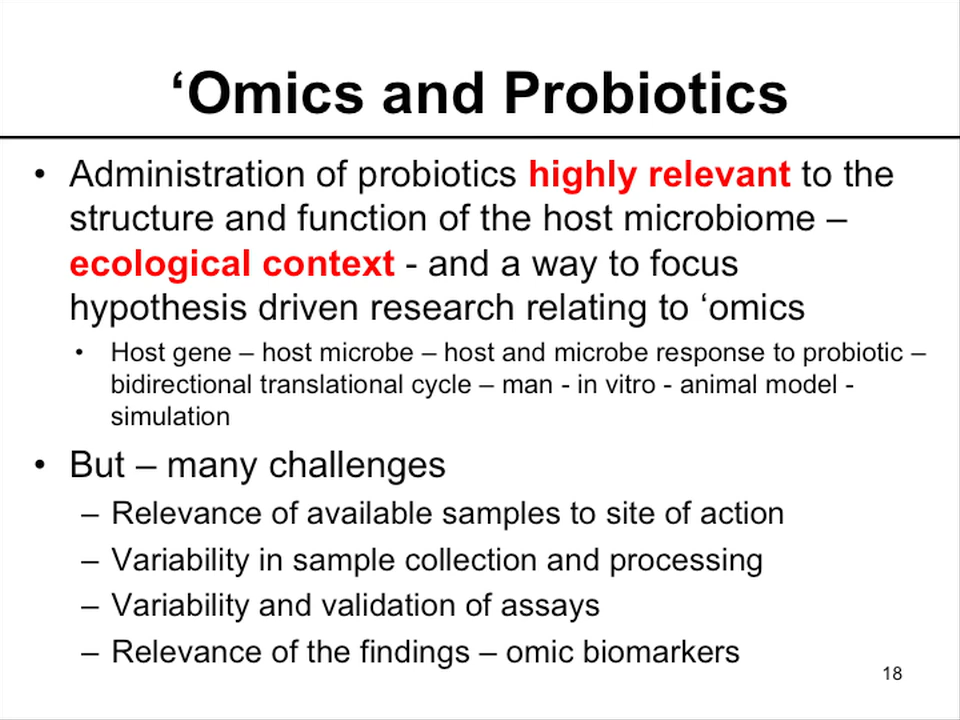 ‘Omics and Probiotics
• Administration of probiotics highly relevant to the
structure and function of the host microbiome –
ecological context - and a way to focus
hypothesis driven research relating to ‘omics
• Host gene – host microbe – host and microbe response to probiotic –
bidirectional translational cycle – man - in vitro - animal model -
simulation
• But – many challenges
– Relevance of available samples to site of action
– Variability in sample collection and processing
– Variability and validation of assays
– Relevance of the findings – omic biomarkers
18